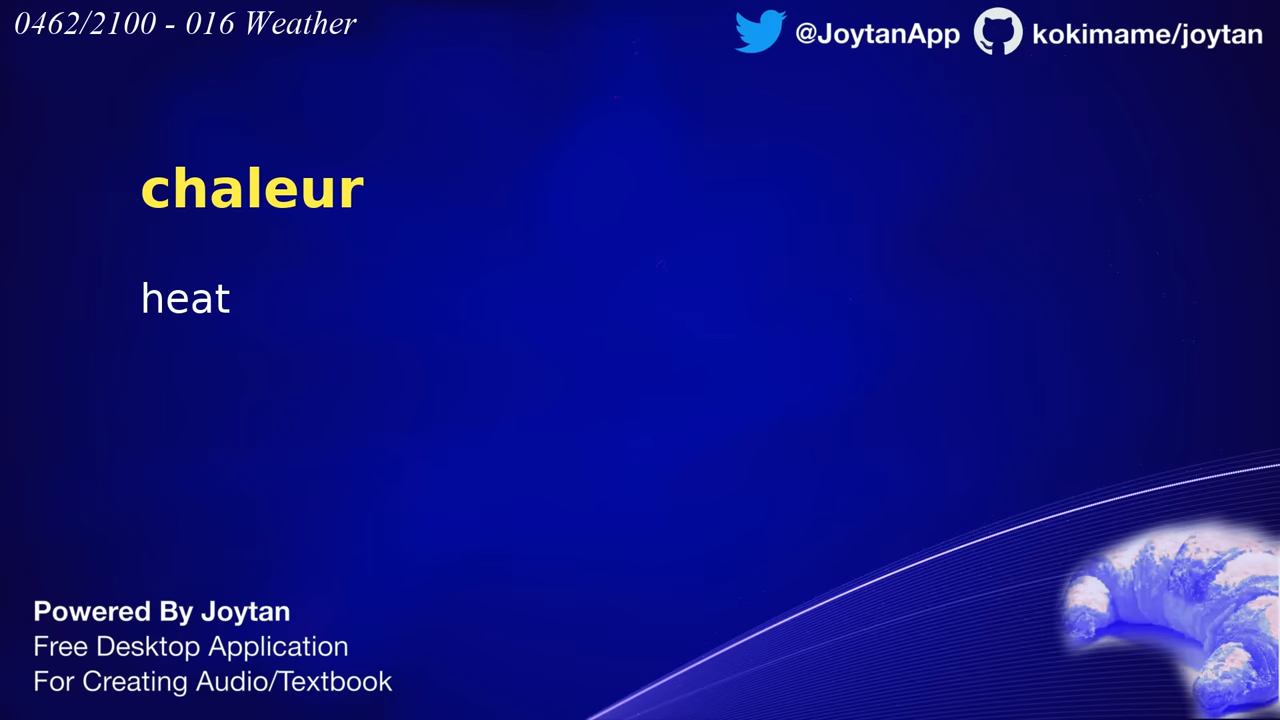 0462/2100 - 016 Weather
@JoytanApp kokimame/joytan
chaleur
heat
Powered By Joytan
Free Desktop Application
For Creating Audio/Textbook